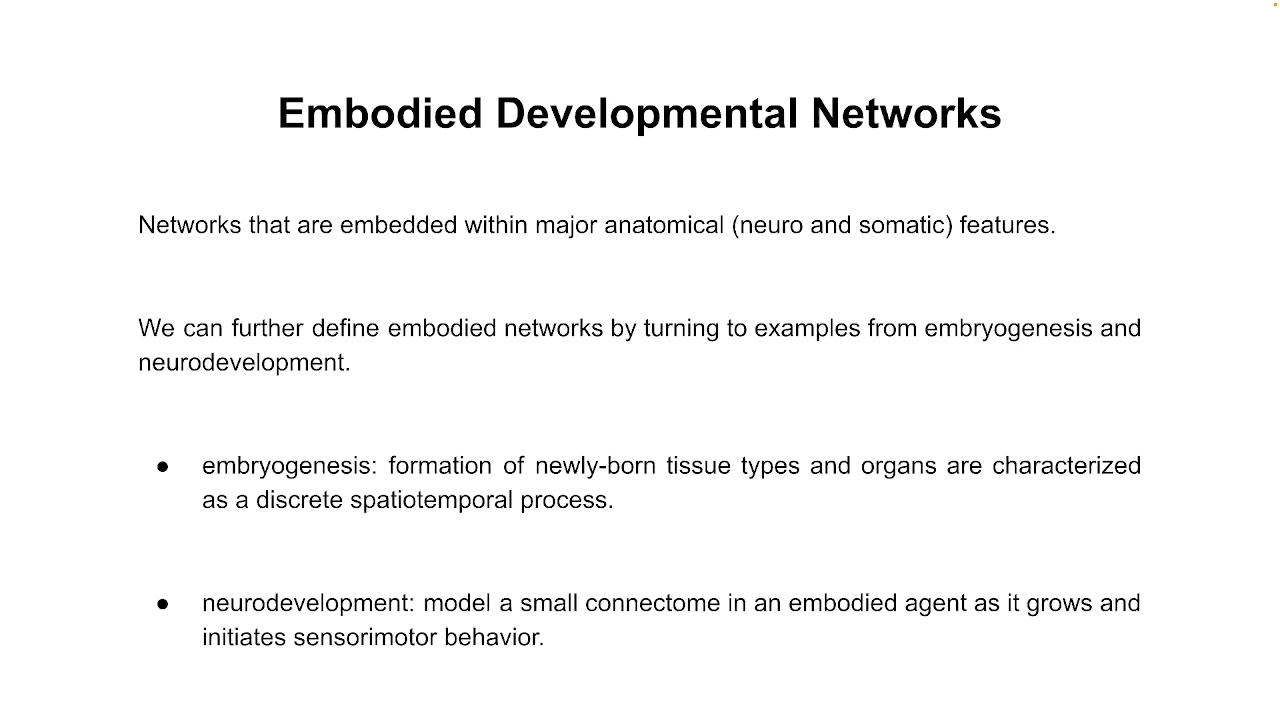 Embodied Developmental Networks
Networks that are embedded within major anatomical (neuro and somatic) features.
We can further define embodied networks by turning to examples from embryogenesis and
neurodevelopment.
● embryogenesis: formation of newly-born tissue types and organs are characterized
as a discrete spatiotemporal process.
● neurodevelopment: model a small connectome in an embodied agent as it grows and
initiates sensorimotor behavior.